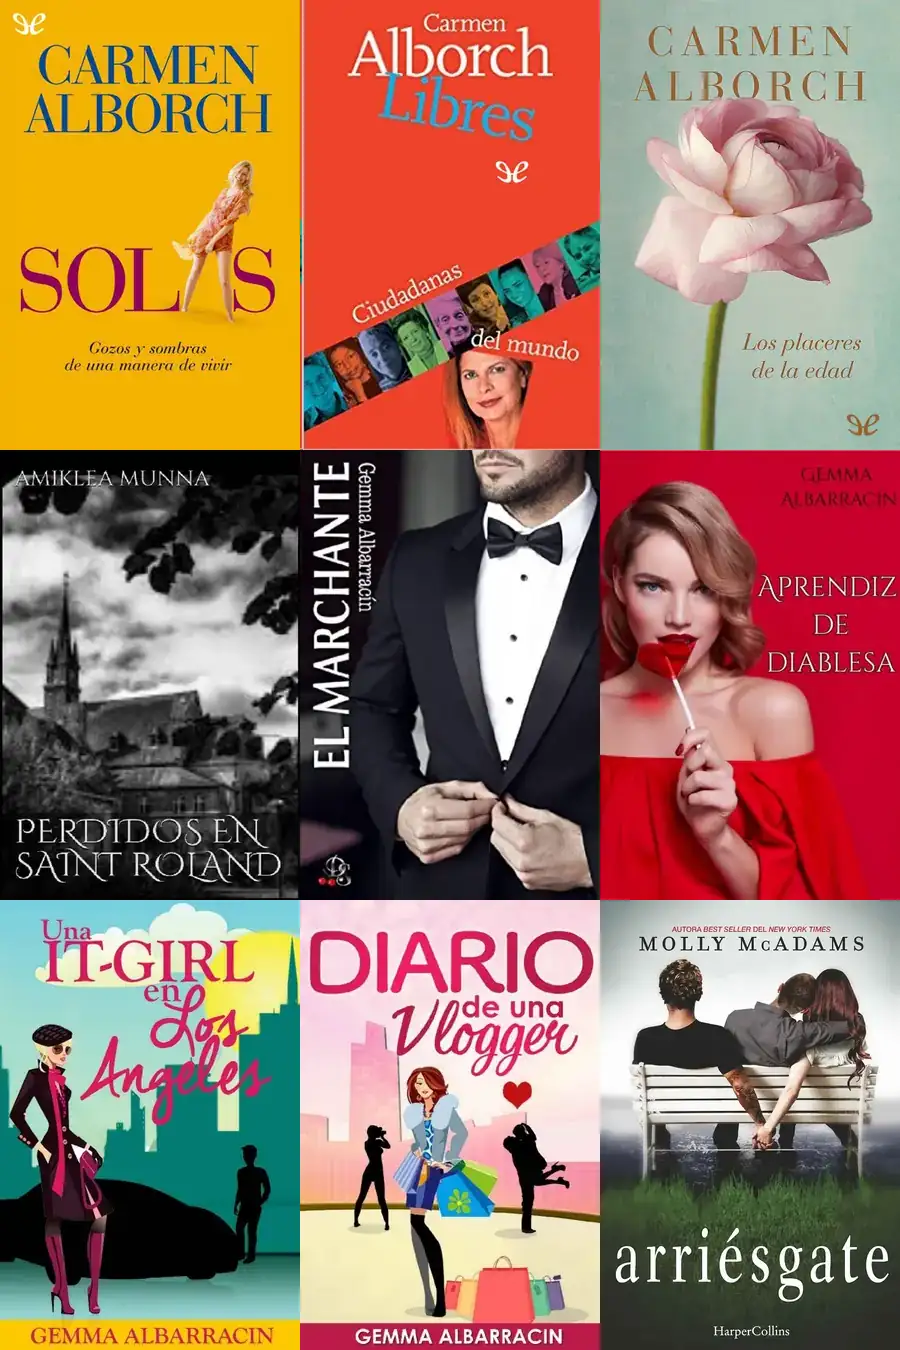 CARMEN
ALBORCH
SOLAS
Gozos y sombras
de una manera de vivir
Carmen
Alborch
Libres
Ciudadanas
del mundo
CARMEN
ALBORCH
Los placeres
de la edad
AMIKLEA MUNNA
PERDIDOS EN
SAINT ROLAND
EL MARCHANTE
Gemma Albarracín
GEMMA
ALBARRACIN
APRENDIZ
DE
DIABLESA
Una
IT-GIRL
en
Los
Angeles
GEMMA ALBARRACIN
DIARIO
de una
Vlogger
GEMMA ALBARRACIN
AUTORA BEST SELLER DEL NEW YORK TIMES
MOLLY McADAMS
arriésgate
HarperCollins